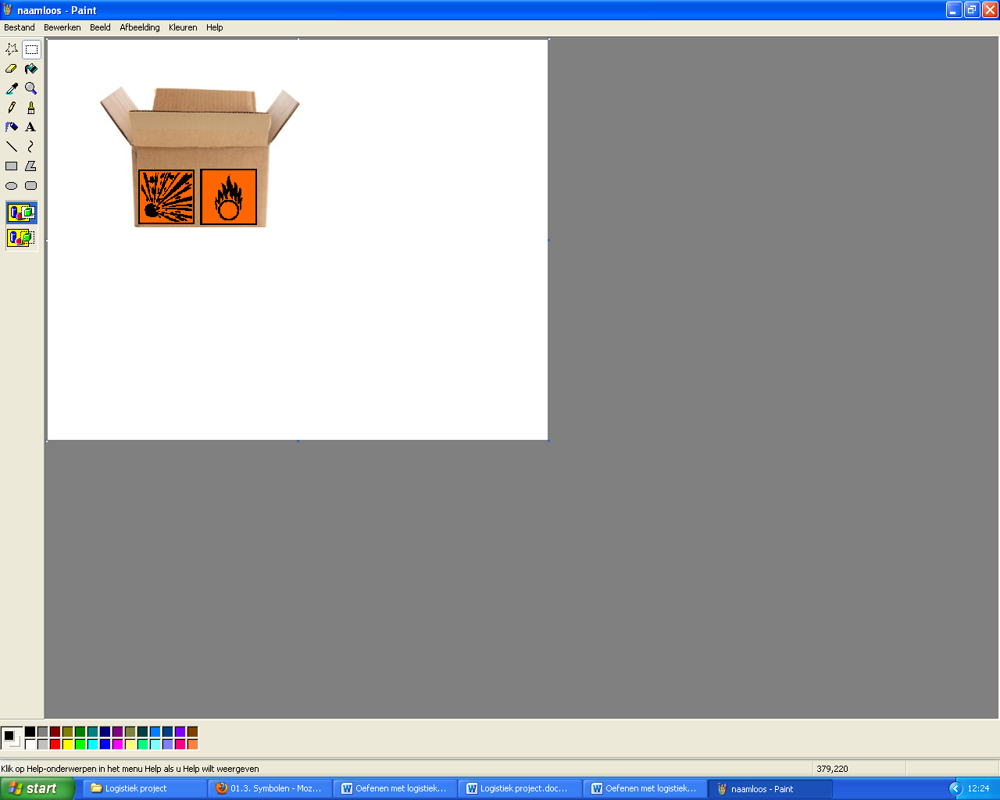 naamloos - Paint
Bestand Bewerken Beeld Afbeelding Kleuren Help
A
Klik op Help-onderwerpen in het menu Help als u Help wilt weergeven
379,220
start
Logistiek project
01.3. Symbolen - Moz...
Oefenen met logistiek...
Logistiek project.doc...
Oefenen met logistiek...
naamloos - Paint
12:24